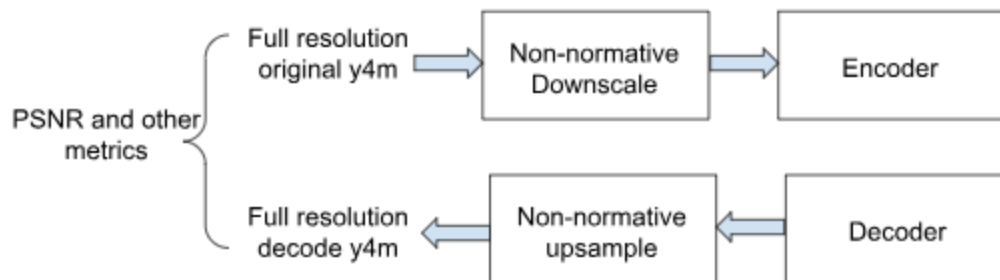 Full resolution
original y4m
Non-normative
Downscale
Encoder
PSNR and other
metrics
Full resolution
decode y4m
Non-normative
upsample
Decoder